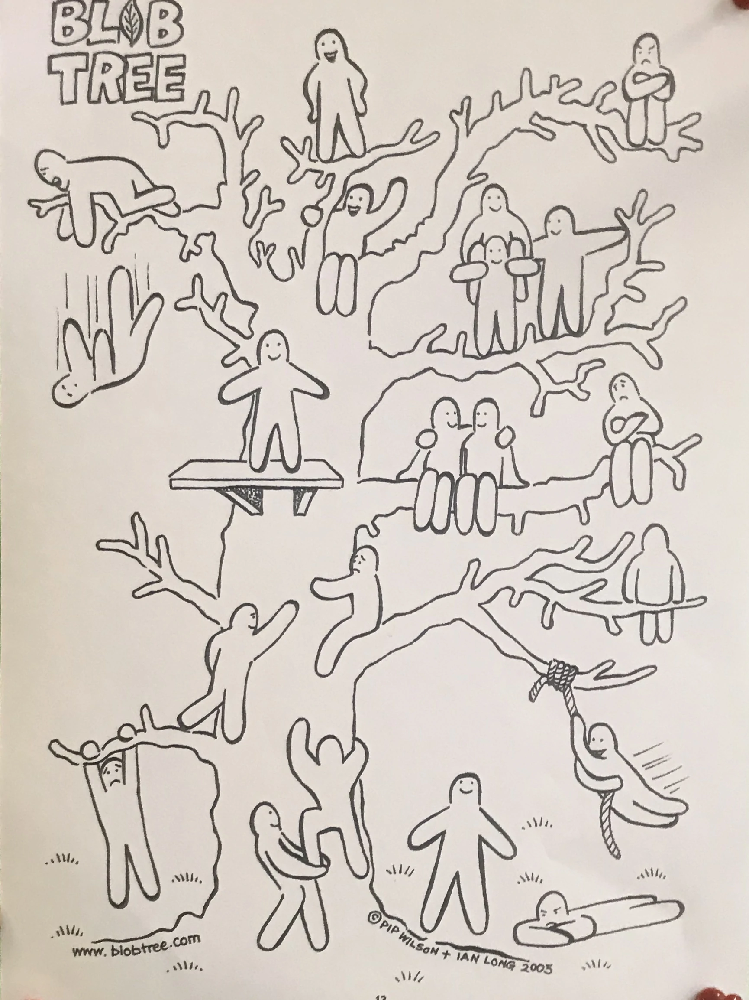 BLOB
TREE
www.blobtree.com
© PIP WILSON + IAN LONG 2005